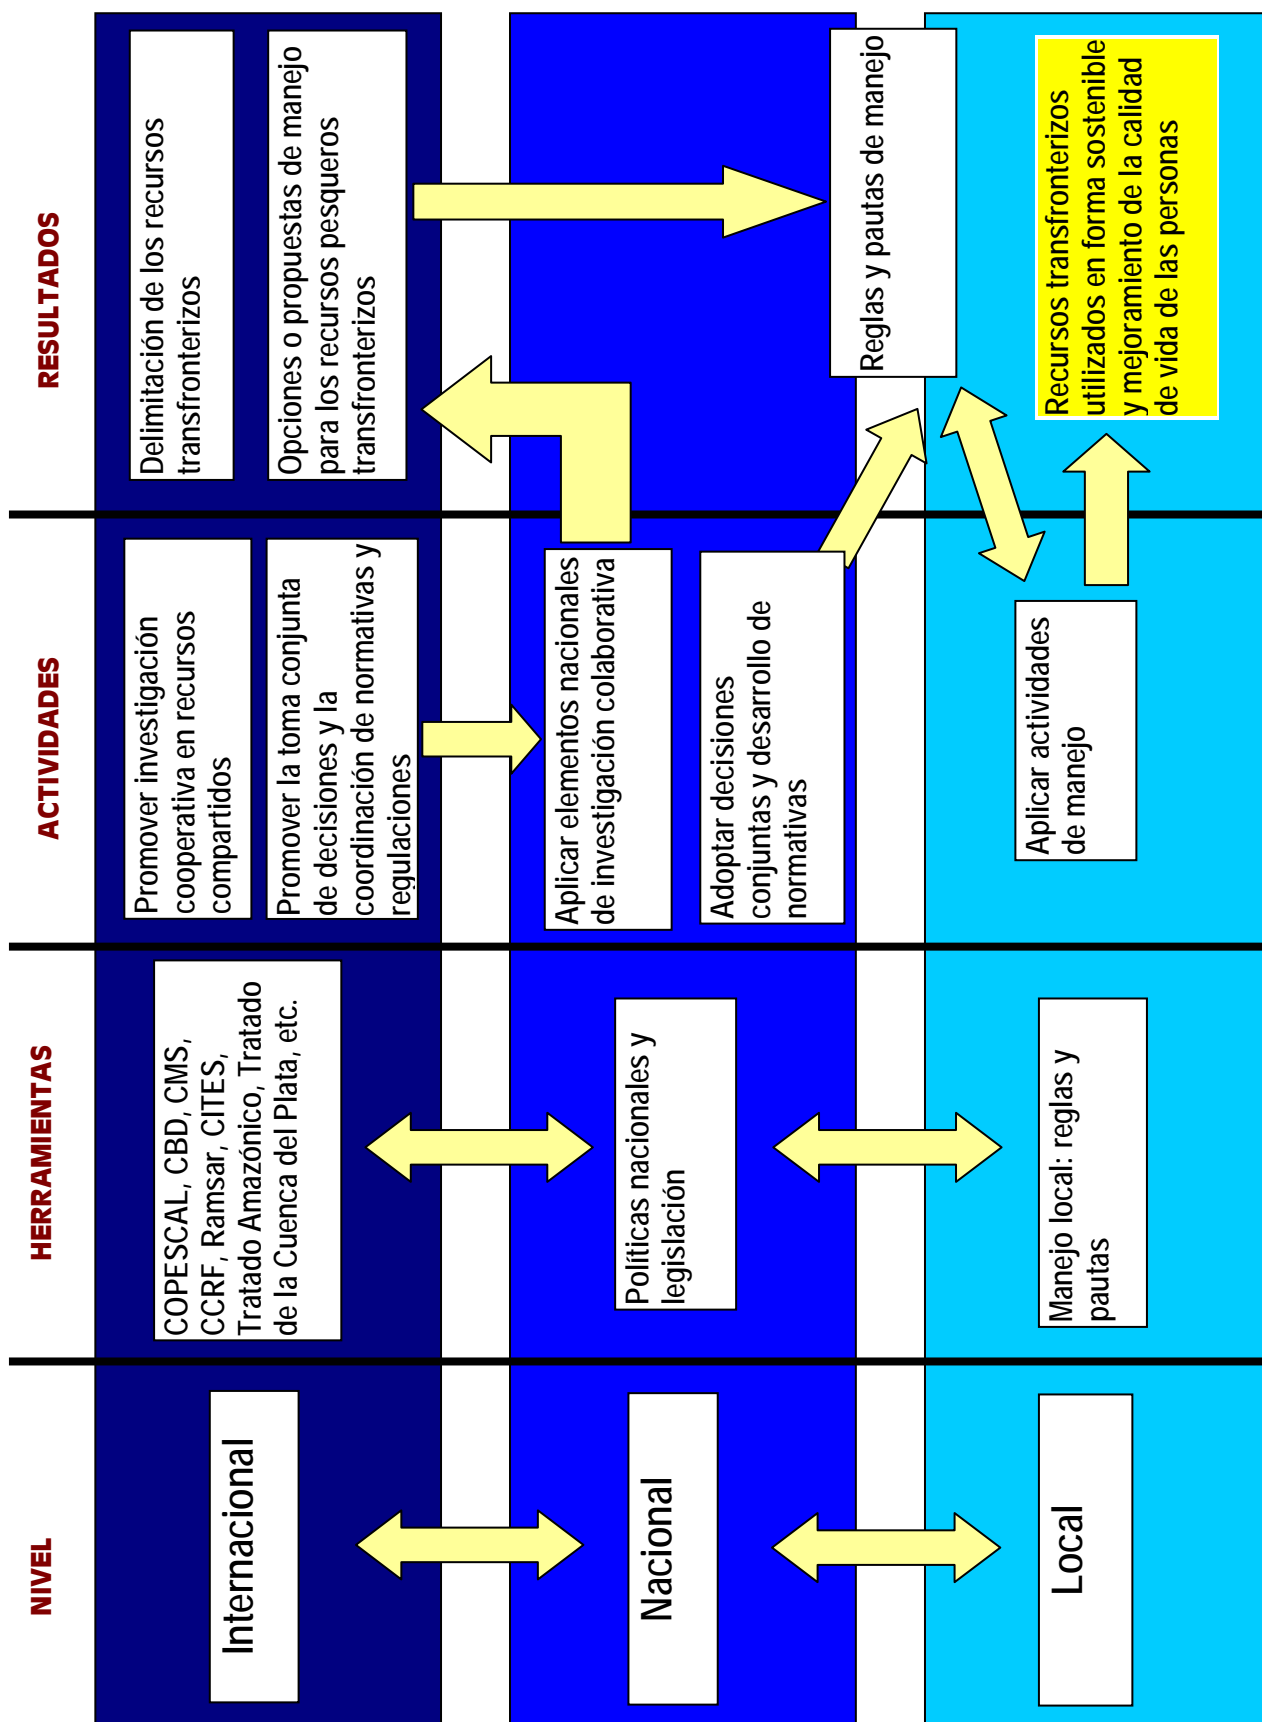 NIVEL
HERRAMIENTAS
ACTIVIDADES
RESULTADOS
Internacional
COPESCAL, CBD, CMS,
CCRF, Ramsar, CITES,
Tratado Amazónico, Tratado
de la Cuenca del Plata, etc.
Promover investigación
cooperativa en recursos
compartidos
Promover la toma conjunta
de decisiones y la
coordinación de normativas y
regulaciones
Delimitación de los recursos
transfronterizos
Opciones o propuestas de manejo
para los recursos pesqueros
transfronterizos
Nacional
Políticas nacionales y
legislación
Aplicar elementos nacionales
de investigación colaborativa
Adoptar decisiones
conjuntas y desarrollo de
normativas
Reglas y pautas de manejo
Local
Manejo local: reglas y
pautas
Aplicar actividades
de manejo
Recursos transfronterizos
utilizados en forma sostenible
y mejoramiento de la calidad
de vida de las personas